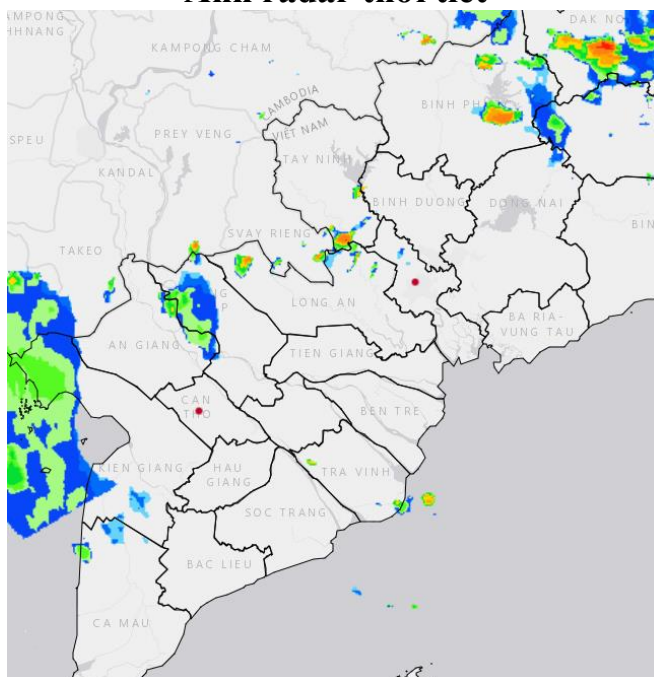 Ảnh radar thời tiết
KAMPONG
CHHNANG
KAMPONG CHAM
DAK NO
CAMBODIA
VIỆT NAM
BINH PH
SPEU
PREY VENG
TAY NINH
KANDAL
BINH DUONG
DONG NAI
BIN
SVAY RIENG
TAKEO
LONG AN
BA RIA-
VUNG TAU
AN GIANG
TIEN GIANG
CAN
THO
BEN TRE
KIEN GIANG
HAU
GIANG
TRA VINH
SOC TRANG
BAC LIEU
CA MAU